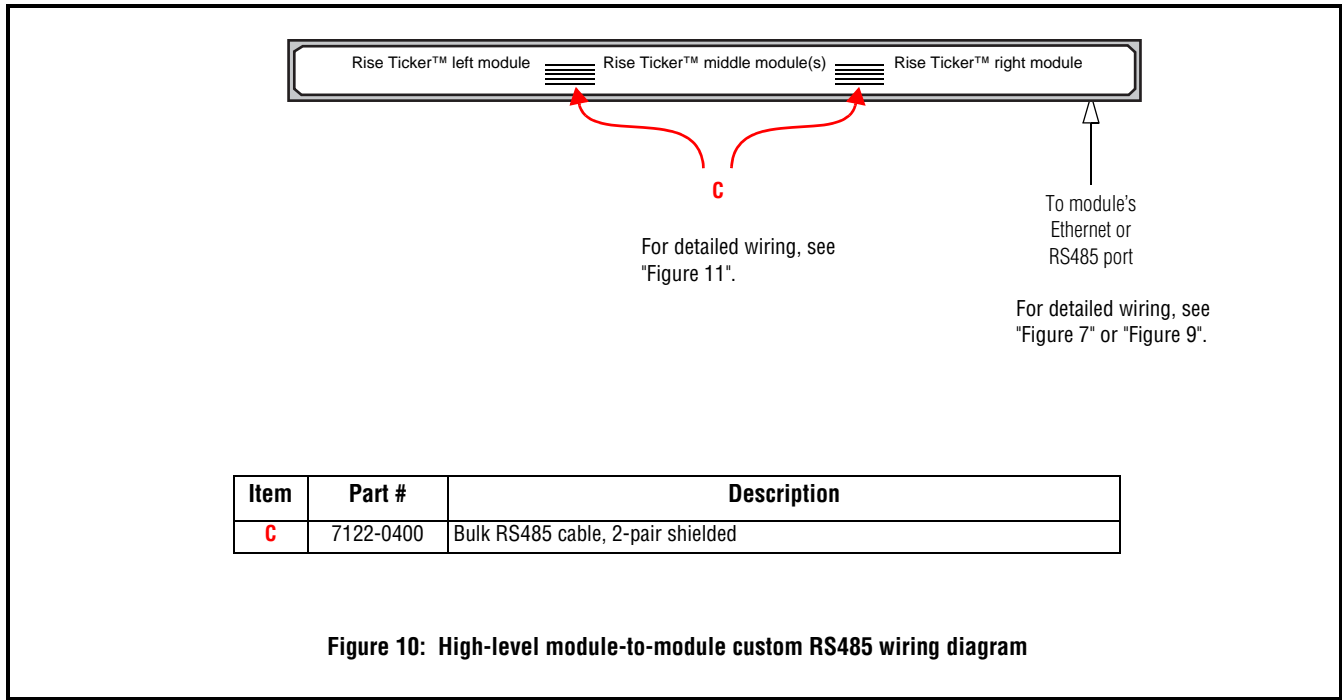 Rise Ticker™ left module Rise Ticker™ middle module(s) Rise Ticker™ right module
C
To module's
Ethernet or
RS485 port
For detailed wiring, see
"Figure 11".
For detailed wiring, see
"Figure 7" or "Figure 9".
Item Part # Description
C 7122-0400 Bulk RS485 cable, 2-pair shielded
Figure 10: High-level module-to-module custom RS485 wiring diagram